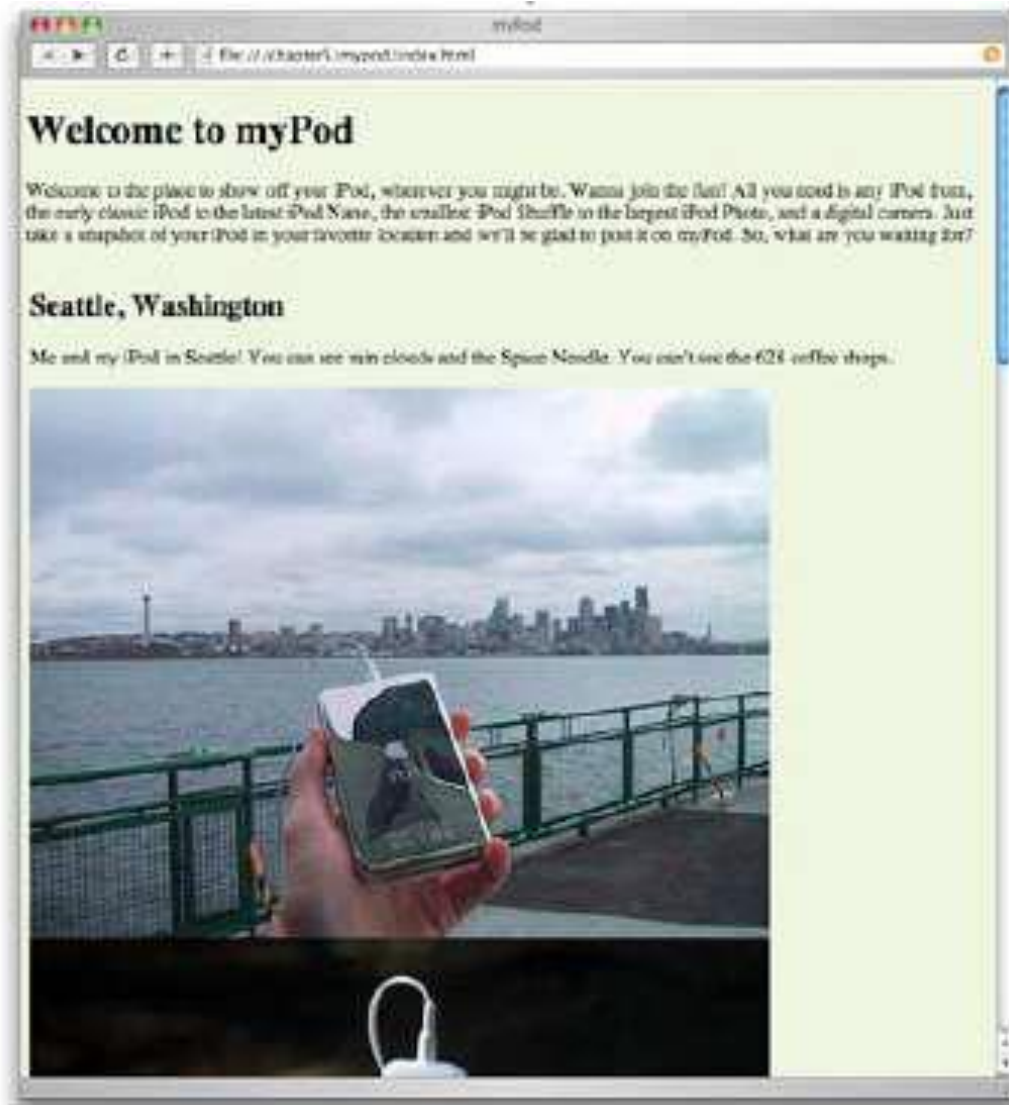 myPod
Welcome to myPod
Welcome to the place to show off your iPod, wherever you might be. Wanna join the fun? All you need is any iPod from,
the early classic iPod to the latest iPod Nano, the smallest iPod Shuffle to the largest iPod Photo, and a digital camera. Just
take a snapshot of your iPod in your favorite location and we'll be glad to post it on myPod. So, what are you waiting for?
Seattle, Washington
Me and my iPod in Seattle! You can see rain clouds and the Space Needle. You can't see the 628 coffee shops.